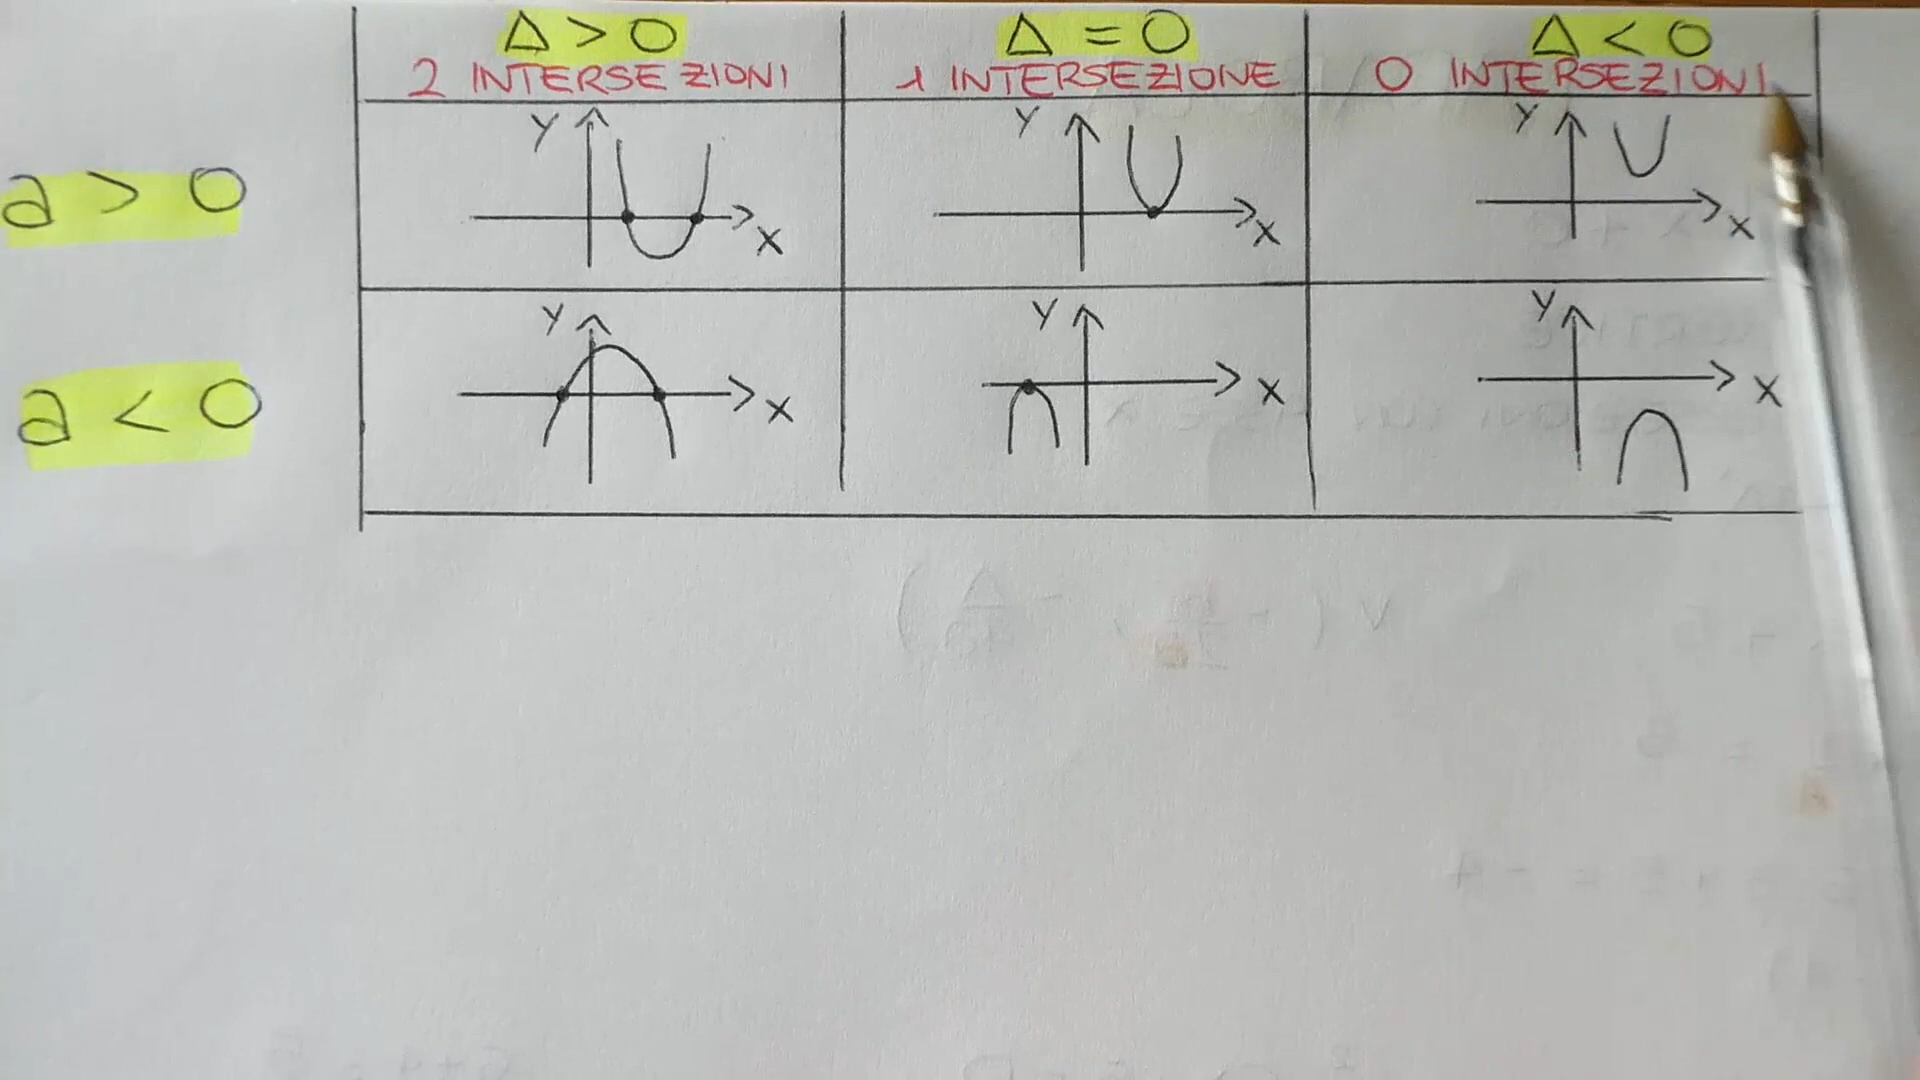 Δ > 0 Δ = 0 Δ < 0
2 INTERSEZIONI 1 INTERSEZIONE 0 INTERSEZIONI
a > 0
y x y x y x
a < 0
y x y x y x
V ( - , - Δ )